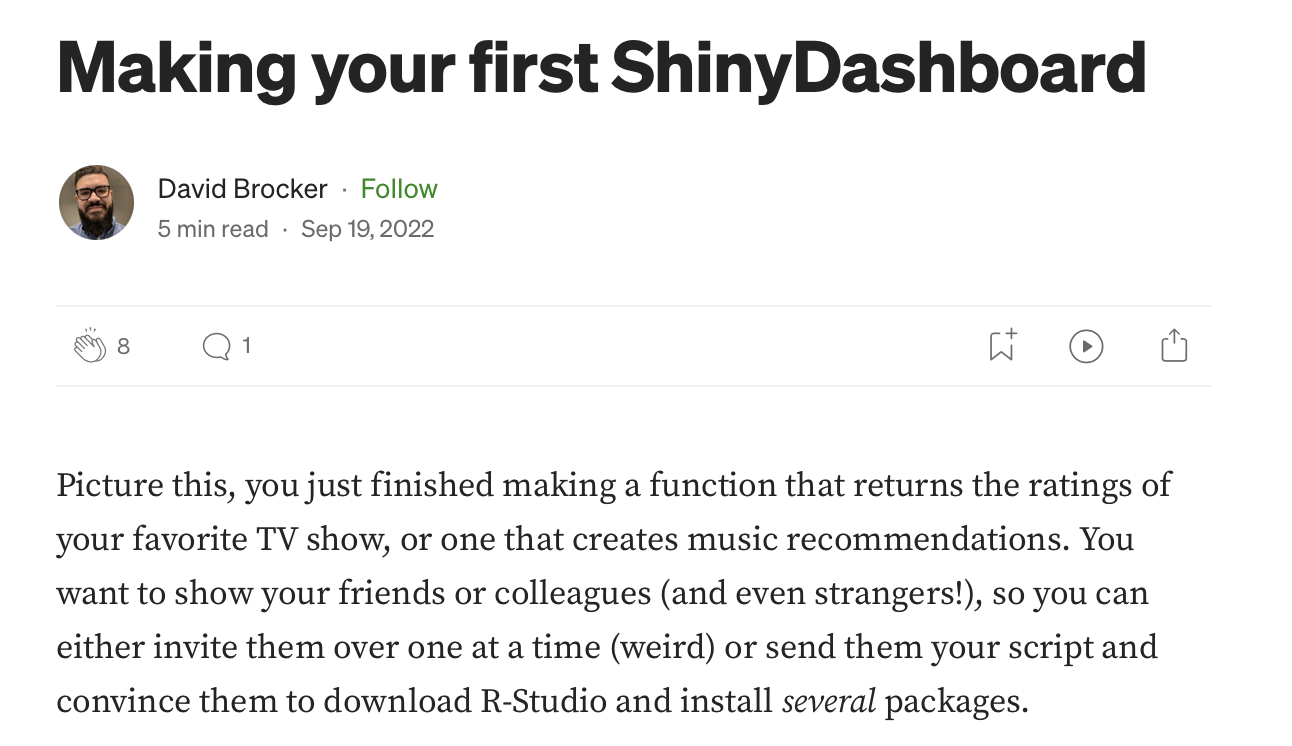 Making your first ShinyDashboard
David Brocker · Follow
5 min read · Sep 19, 2022
8 1
Picture this, you just finished making a function that returns the ratings of
your favorite TV show, or one that creates music recommendations. You
want to show your friends or colleagues (and even strangers!), so you can
either invite them over one at a time (weird) or send them your script and
convince them to download R-Studio and install several packages.